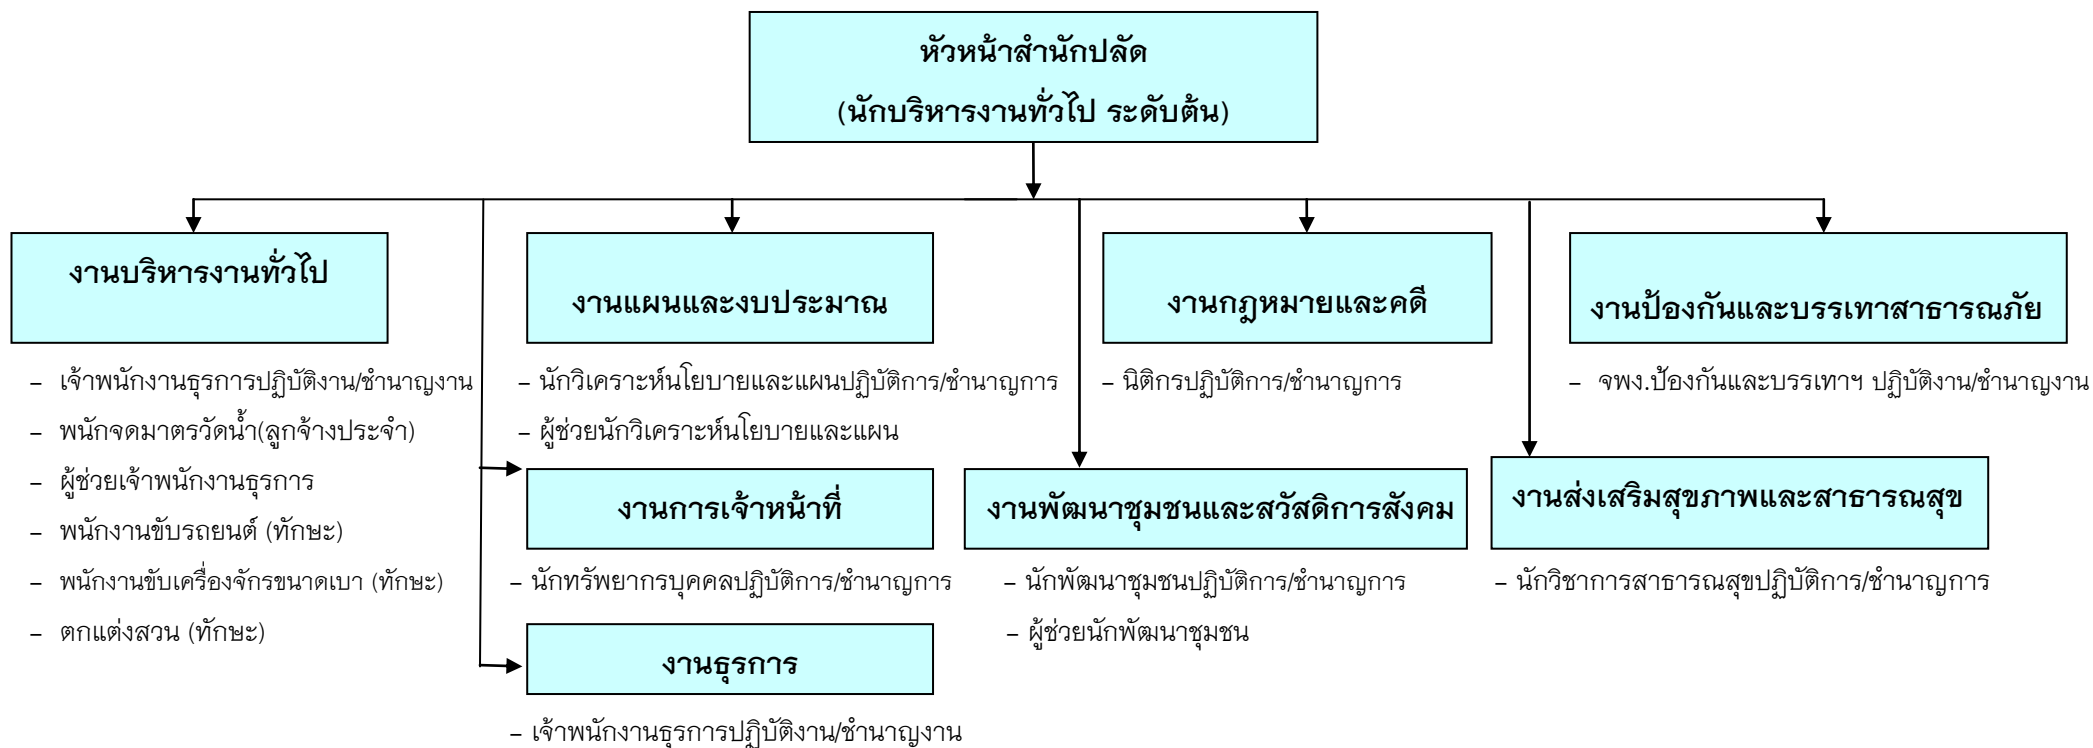 หัวหน้าสำนักปลัด
(นักบริหารงานทั่วไป ระดับต้น)
งานบริหารงานทั่วไป
– เจ้าพนักงานธุรการปฏิบัติงาน/ชำนาญงาน
– พนักจดมาตรวัดน้ำ(ลูกจ้างประจำ)
– ผู้ช่วยเจ้าพนักงานธุรการ
– พนักงานขับรถยนต์ (ทักษะ)
– พนักงานขับเครื่องจักรขนาดเบา (ทักษะ)
– ตกแต่งสวน (ทักษะ)
งานแผนและงบประมาณ
– นักวิเคราะห์นโยบายและแผนปฏิบัติการ/ชำนาญการ
– ผู้ช่วยนักวิเคราะห์นโยบายและแผน
งานการเจ้าหน้าที่
– นักทรัพยากรบุคคลปฏิบัติการ/ชำนาญการ
งานธุรการ
– เจ้าพนักงานธุรการปฏิบัติงาน/ชำนาญงาน
งานกฎหมายและคดี
– นิติกรปฏิบัติการ/ชำนาญการ
งานพัฒนาชุมชนและสวัสดิการสังคม
– นักพัฒนาชุมชนปฏิบัติการ/ชำนาญการ
– ผู้ช่วยนักพัฒนาชุมชน
งานป้องกันและบรรเทาสาธารณภัย
– จพง.ป้องกันและบรรเทาฯ ปฏิบัติงาน/ชำนาญงาน
งานส่งเสริมสุขภาพและสาธารณสุข
– นักวิชาการสาธารณสุขปฏิบัติการ/ชำนาญการ